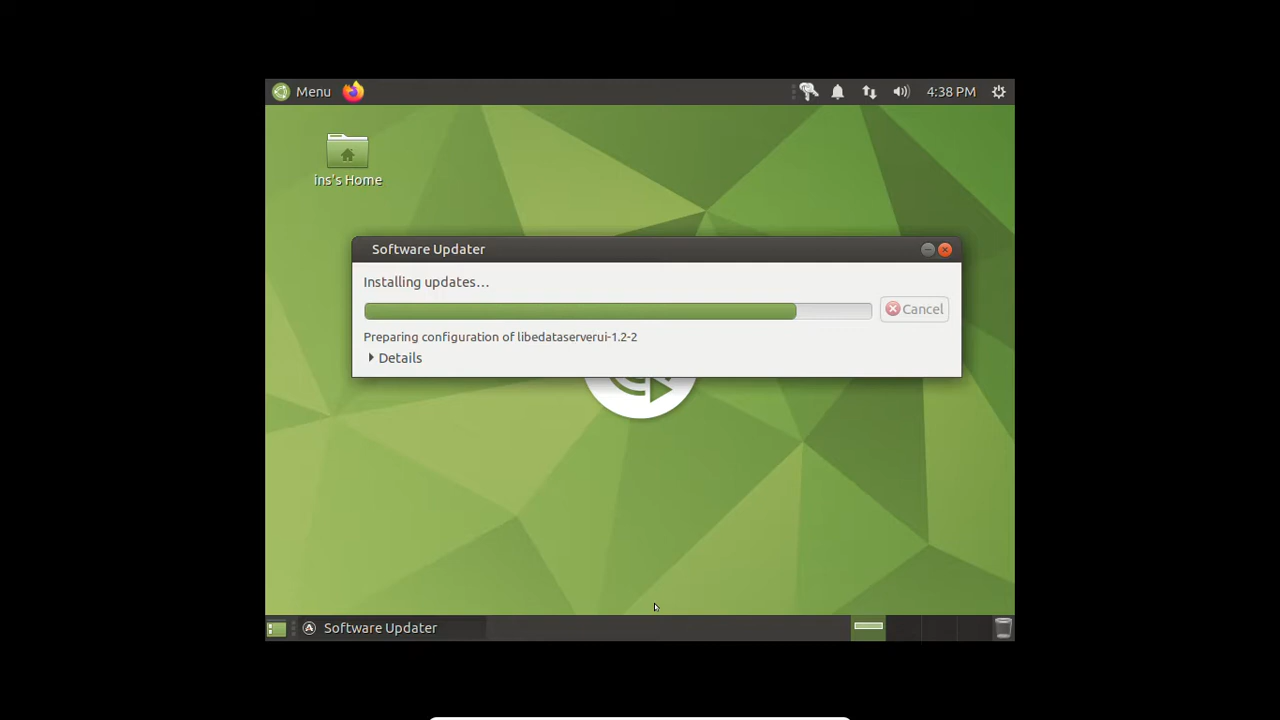 Menu
4:38 PM
ins's Home
Software Updater
Installing updates…
Cancel
Preparing configuration of libedataserverui-1.2-2
Details
Software Updater